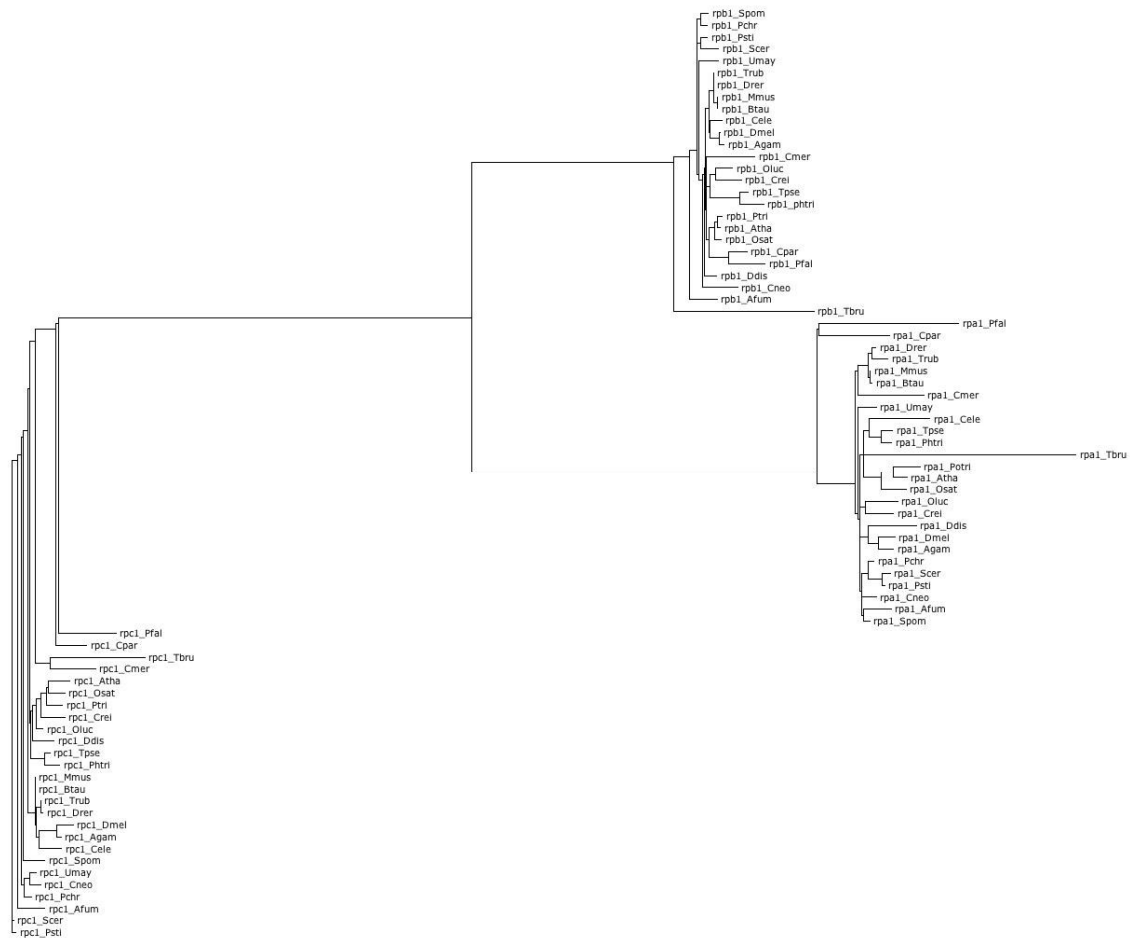 rpb1_Spom
rpb1_Pchr
rpb1_Psti
rpb1_Scer
rpb1_Umay
rpb1_Trub
rpb1_Drer
rpb1_Mmus
rpb1_Btau
rpb1_Cele
rpb1_Dmel
rpb1_Agam
rpb1_Cmer
rpb1_Oluc
rpb1_Crei
rpb1_Tpse
rpb1_phtri
rpb1_Ptri
rpb1_Atha
rpb1_Osat
rpb1_Cpar
rpb1_Pfal
rpb1_Ddis
rpb1_Cneo
rpb1_Afum
rpb1_Tbru
rpa1_Pfal
rpa1_Cpar
rpa1_Drer
rpa1_Trub
rpa1_Mmus
rpa1_Btau
rpa1_Cmer
rpa1_Umay
rpa1_Cele
rpa1_Tpse
rpa1_Phtri
rpa1_Tbru
rpa1_Potri
rpa1_Atha
rpa1_Osat
rpa1_Oluc
rpa1_Crei
rpa1_Ddis
rpa1_Dmel
rpa1_Agam
rpa1_Pchr
rpa1_Scer
rpa1_Psti
rpa1_Cneo
rpa1_Afum
rpa1_Spom
rpc1_Pfal
rpc1_Cpar
rpc1_Tbru
rpc1_Cmer
rpc1_Atha
rpc1_Osat
rpc1_Ptri
rpc1_Crei
rpc1_Oluc
rpc1_Ddis
rpc1_Tpse
rpc1_Phtri
rpc1_Mmus
rpc1_Btau
rpc1_Trub
rpc1_Drer
rpc1_Dmel
rpc1_Agam
rpc1_Cele
rpc1_Spom
rpc1_Umay
rpc1_Cneo
rpc1_Pchr
rpc1_Afum
rpc1_Scer
rpc1_Psti